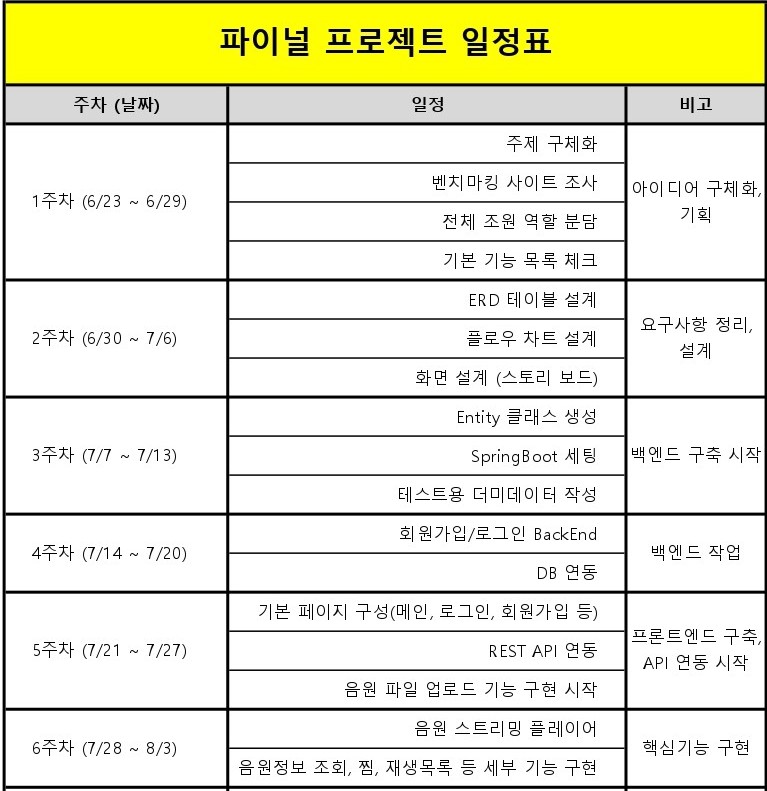 파이널 프로젝트 일정표
주차 (날짜)
일정
비고
1주차 (6/23 ~ 6/29)
주제 구체화
벤치마킹 사이트 조사
전체 조원 역할 분담
기본 기능 목록 체크
아이디어 구체화,
기획
2주차 (6/30 ~ 7/6)
ERD 테이블 설계
플로우 차트 설계
화면 설계 (스토리 보드)
요구사항 정리,
설계
3주차 (7/7 ~ 7/13)
Entity 클래스 생성
SpringBoot 세팅
테스트용 더미데이터 작성
백엔드 구축 시작
4주차 (7/14 ~ 7/20)
회원가입/로그인 BackEnd
DB 연동
백엔드 작업
5주차 (7/21 ~ 7/27)
기본 페이지 구성(메인, 로그인, 회원가입 등)
REST API 연동
음원 파일 업로드 기능 구현 시작
프론트엔드 구축,
API 연동 시작
6주차 (7/28 ~ 8/3)
음원 스트리밍 플레이어
음원정보 조회, 찜, 재생목록 등 세부 기능 구현
핵심기능 구현